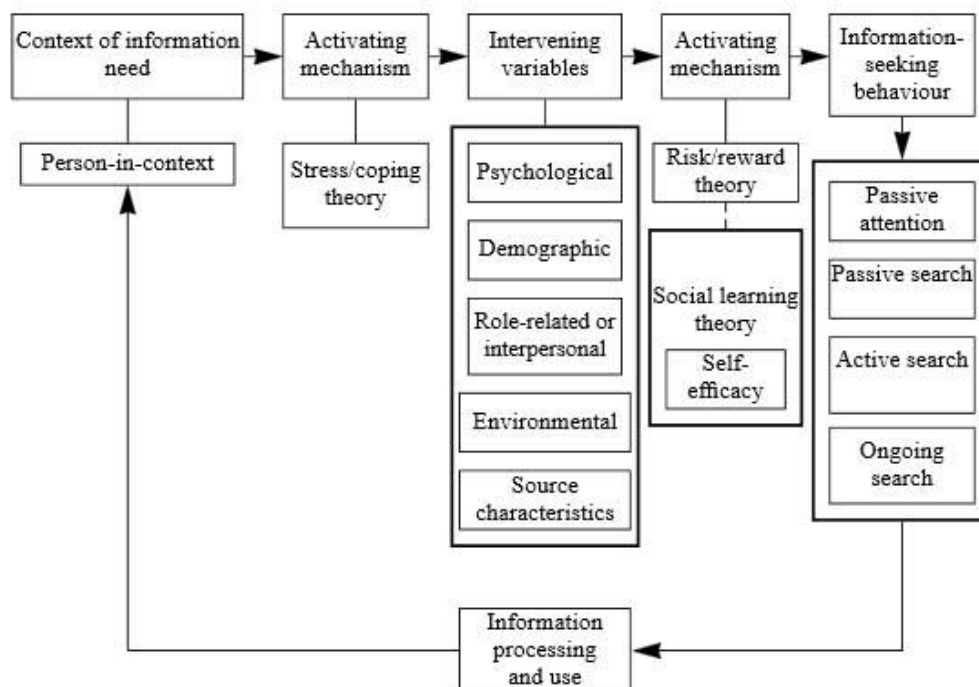 Context of information
need
Activating
mechanism
Intervening
variables
Activating
mechanism
Information-
seeking
behaviour
Person-in-context
Stress/coping
theory
Psychological
Demographic
Role-related or
interpersonal
Environmental
Source
characteristics
Risk/reward
theory
Social learning
theory
Self-
efficacy
Passive
attention
Passive search
Active search
Ongoing
search
Information
processing
and use